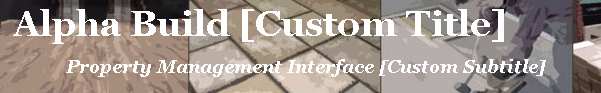 Alpha Build [Custom Title]
Property Management Interface [Custom Subtitle]